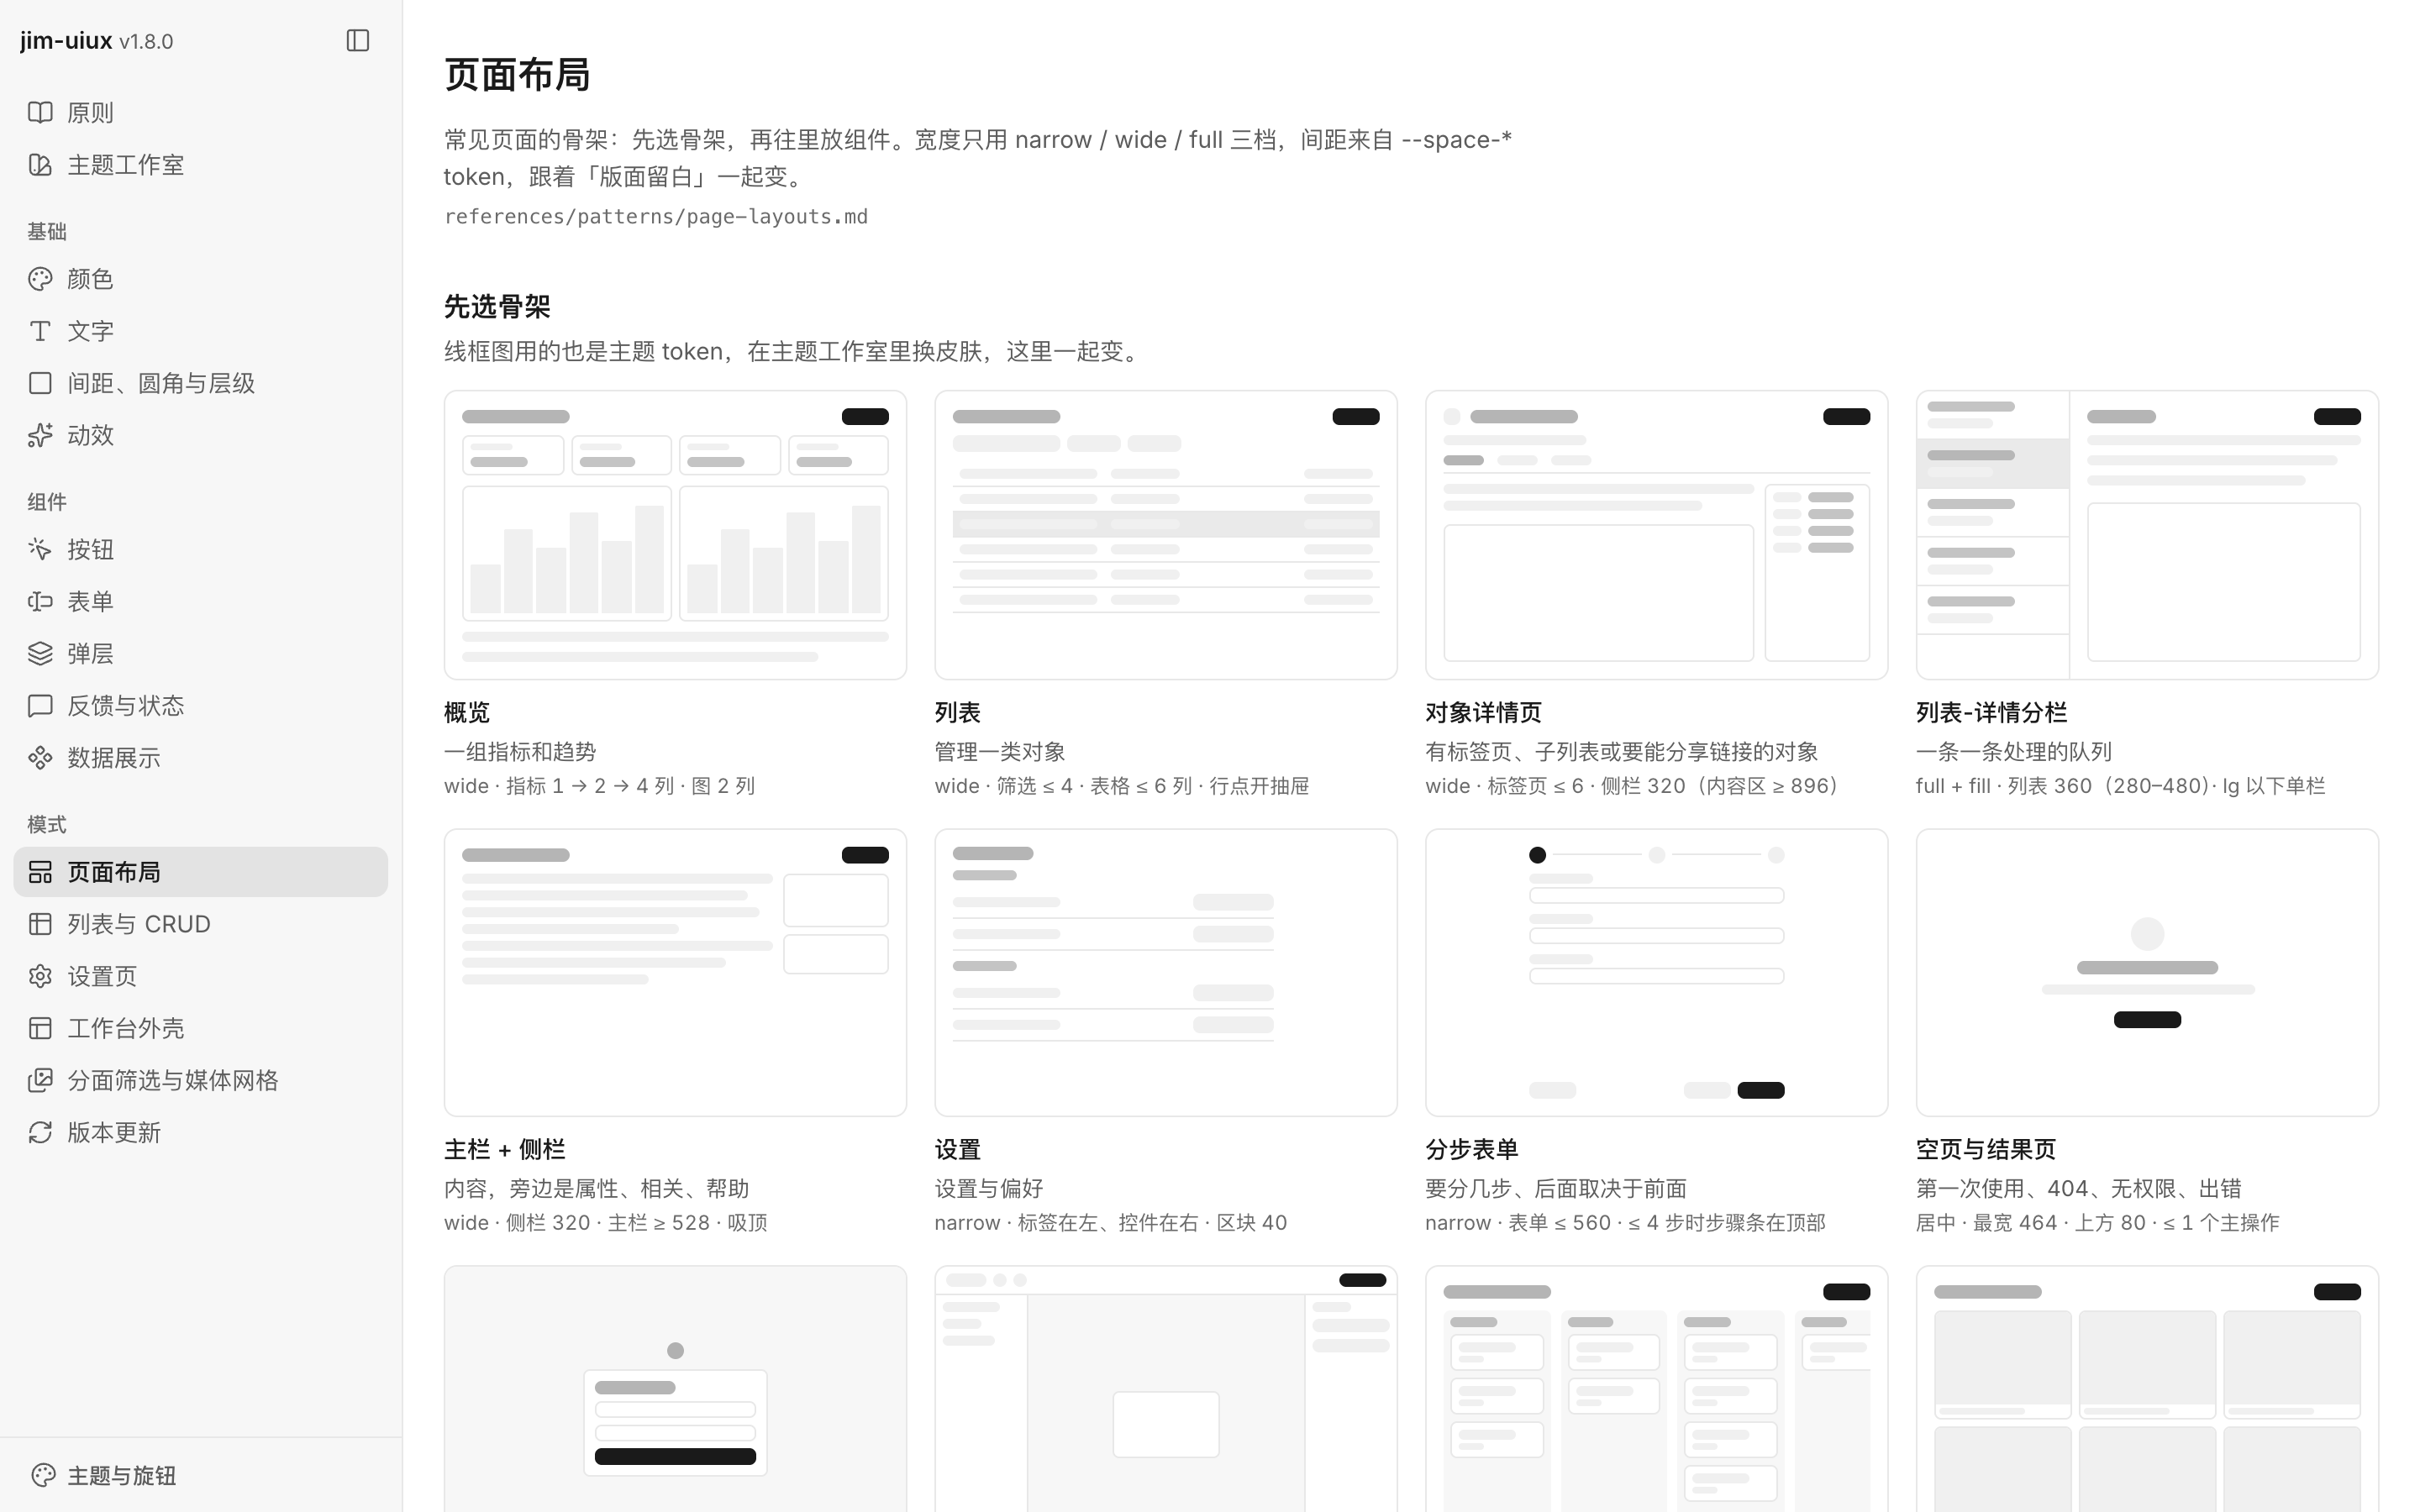 jim-uiux v1.8.0
原则
主题工作室
基础
颜色
文字
间距、圆角与层级
动效
组件
按钮
表单
弹层
反馈与状态
数据展示
模式
页面布局
列表与 CRUD
设置页
工作台外壳
分面筛选与媒体网格
版本更新
主题与旋钮
页面布局
常见页面的骨架：先选骨架，再往里放组件。宽度只用 narrow / wide / full 三档，间距来自 --space-*
token，跟着「版面留白」一起变。
references/patterns/page-layouts.md
先选骨架
线框图用的也是主题 token，在主题工作室里换皮肤，这里一起变。
概览
一组指标和趋势
wide · 指标 1 → 2 → 4 列 · 图 2 列
列表
管理一类对象
wide · 筛选 ≤ 4 · 表格 ≤ 6 列 · 行点开抽屉
对象详情页
有标签页、子列表或要能分享链接的对象
wide · 标签页 ≤ 6 · 侧栏 320（内容区 ≥ 896）
列表-详情分栏
一条一条处理的队列
full + fill · 列表 360（280–480）· lg 以下单栏
主栏 + 侧栏
内容，旁边是属性、相关、帮助
wide · 侧栏 320 · 主栏 ≥ 528 · 吸顶
设置
设置与偏好
narrow · 标签在左、控件在右 · 区块 40
分步表单
要分几步、后面取决于前面
narrow · 表单 ≤ 560 · ≤ 4 步时步骤条在顶部
空页与结果页
第一次使用、404、无权限、出错
居中 · 最宽 464 · 上方 80 · ≤ 1 个主操作